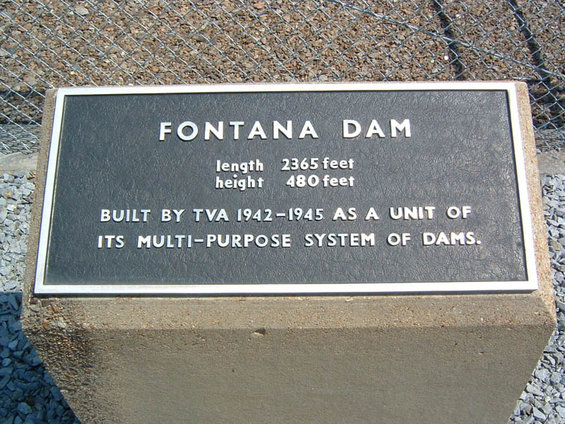 FONTANA DAM
length 2365 feet
height 480 feet
BUILT BY TVA 1942-1945 AS A UNIT OF
ITS MULTI-PURPOSE SYSTEM OF DAMS.